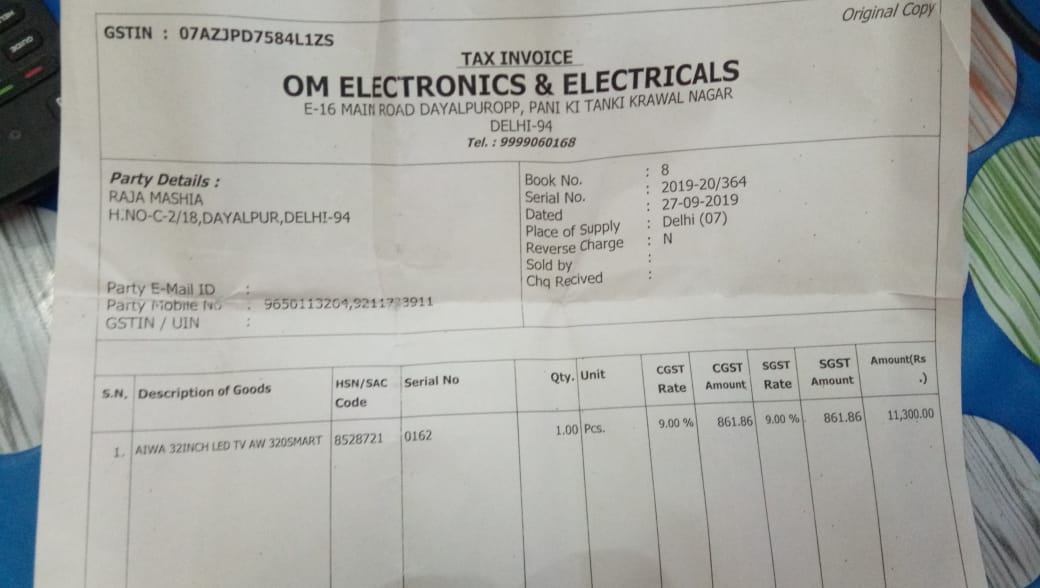 Original Copy
GSTIN : 07AZJPD7584L1ZS
TAX INVOICE
OM ELECTRONICS & ELECTRICALS
E-16 MAIN ROAD DAYALPUROPP, PANI KI TANKI KRAWAL NAGAR
DELHI-94
Tel. : 9999060168
Party Details :
RAJA MASHIA
H.NO-C-2/18,DAYALPUR,DELHI-94
Party E-Mail ID :
Party Mobile No :
GSTIN / UIN :
Book No. : 8
Serial No. : 2019-20/364
Dated : 27-09-2019
Place of Supply : Delhi (07)
Reverse Charge : N
Sold by :
Chq Recived :
S.N. Description of Goods HSN/SAC Code Serial No Qty. Unit CGST Rate CGST Amount SGST Rate SGST Amount Amount(Rs .)
1. AIWA 32INCH LED TV AW 320SMART 8528721 0162 1.00 Pcs. 9.00 % 861.86 9.00 % 861.86 11,300.00